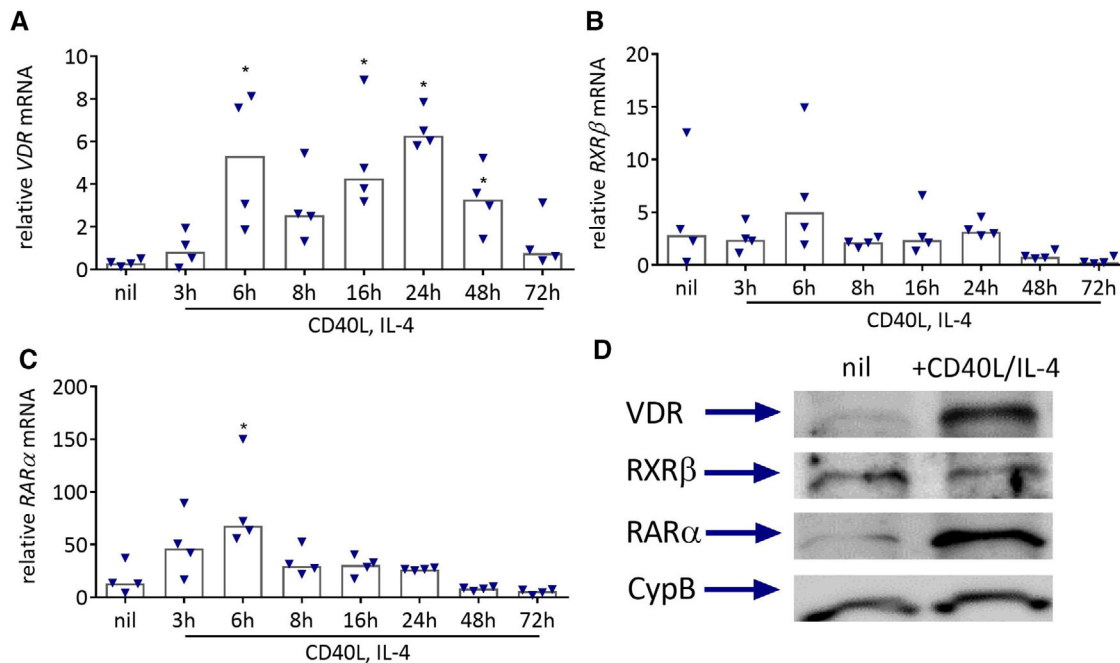 A
relative VDR mRNA
10
8
6
4
2
0
* * * *
nil 3h 6h 8h 16h 24h 48h 72h
CD40L, IL-4
B
relative RXRβ mRNA
20
15
10
5
0
nil 3h 6h 8h 16h 24h 48h 72h
CD40L, IL-4
C
relative RARα mRNA
200
150
100
50
0
*
nil 3h 6h 8h 16h 24h 48h 72h
CD40L, IL-4
D
nil +CD40L/IL-4
VDR
RXRβ
RARα
CypB